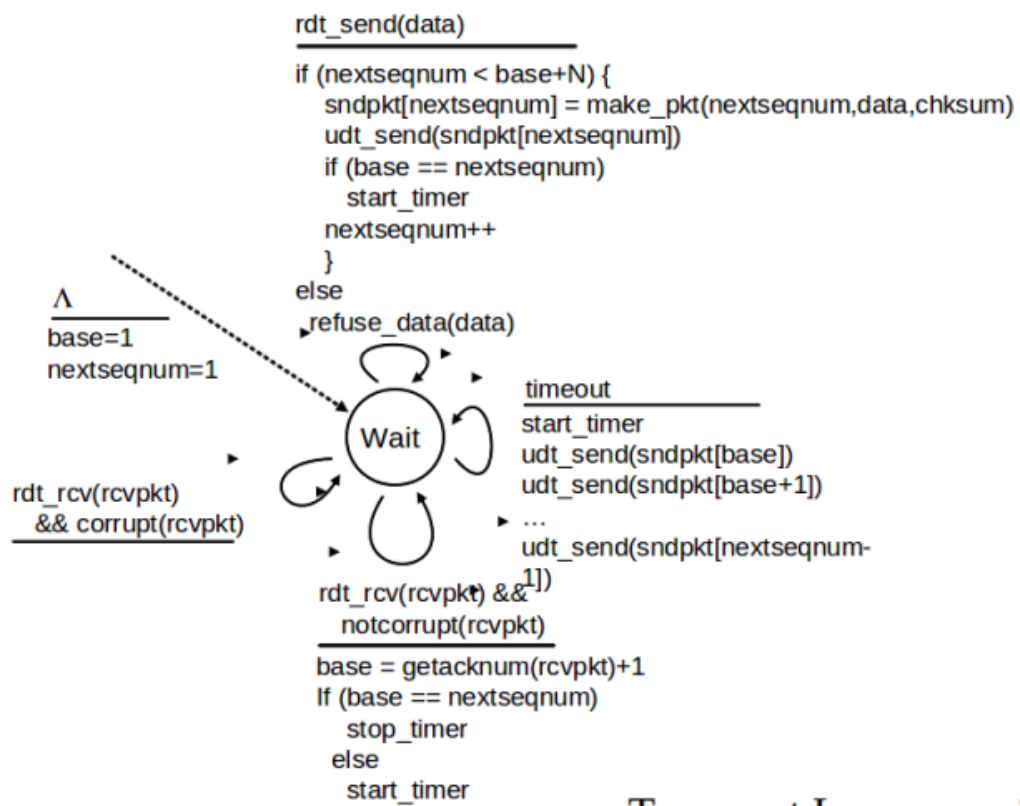 rdt_send(data)
if (nextseqnum < base+N) {
sndpkt[nextseqnum] = make_pkt(nextseqnum,data,chksum)
udt_send(sndpkt[nextseqnum])
if (base == nextseqnum)
start_timer
nextseqnum++
}
else
refuse_data(data)
Λ
base=1
nextseqnum=1
Wait
timeout
start_timer
udt_send(sndpkt[base])
udt_send(sndpkt[base+1])
…
udt_send(sndpkt[nextseqnum-
1])
rdt_rcv(rcvpkt)
&& corrupt(rcvpkt)
rdt_rcv(rcvpkt) &&
notcorrupt(rcvpkt)
base = getacknum(rcvpkt)+1
If (base == nextseqnum)
stop_timer
else
start_timer